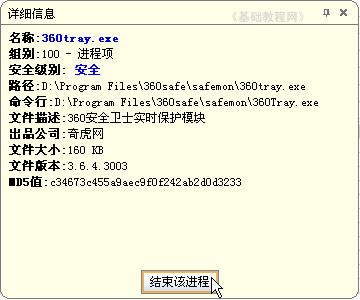 详细信息
《基础教程网》
名称:360tray.exe
组别:100 - 进程项
安全级别: 安全
路径:D:\Program Files\360safe\safemon\360tray.exe
命令行:D:\Program Files\360safe\safemon\360Tray.exe
文件描述:360安全卫士实时保护模块
出品公司:奇虎网
文件大小:160 KB
文件版本:3.6.4.3003
MD5值:c34673c455a9aec9f0f242ab2d0d3233
结束该进程